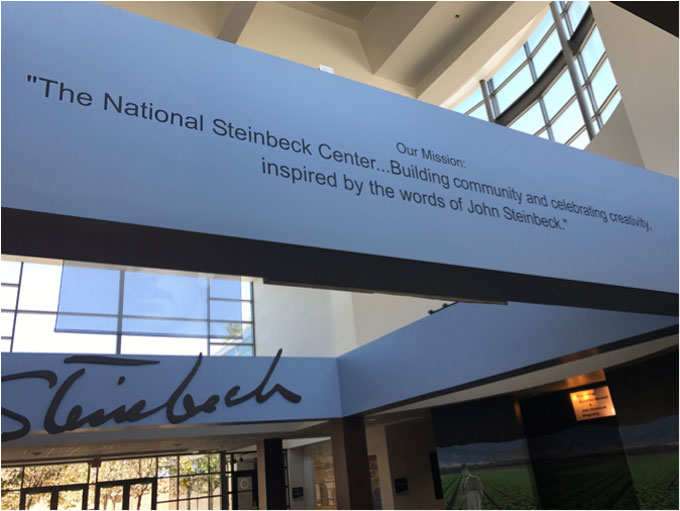 Our Mission:
"The National Steinbeck Center...Building community and celebrating creativity,
inspired by the words of John Steinbeck."
Steinbeck